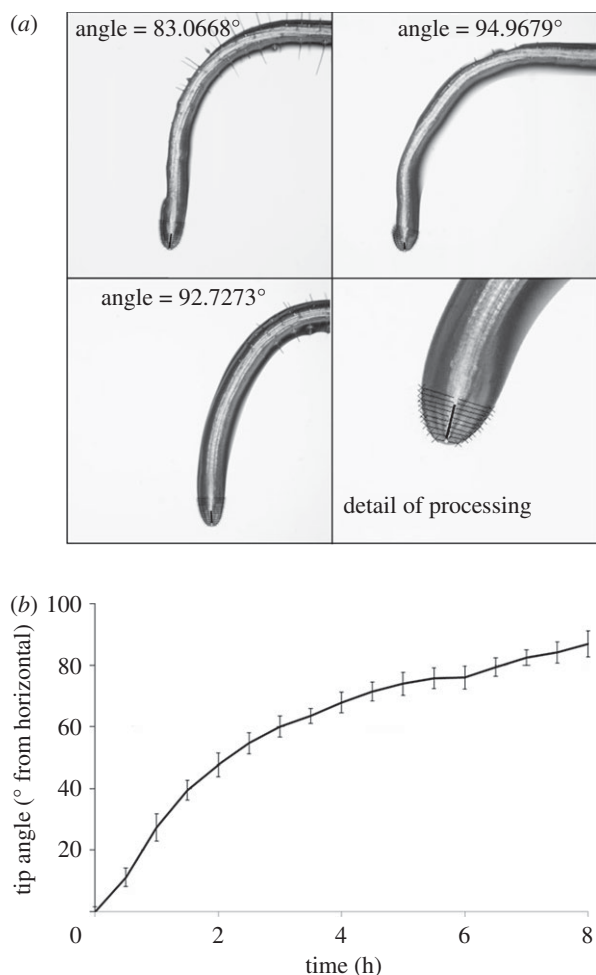 (a)
angle = 83.0668°
angle = 94.9679°
angle = 92.7273°
detail of processing
(b)
100
80
60
40
20
0
2
4
6
8
tip angle (° from horizontal)
time (h)